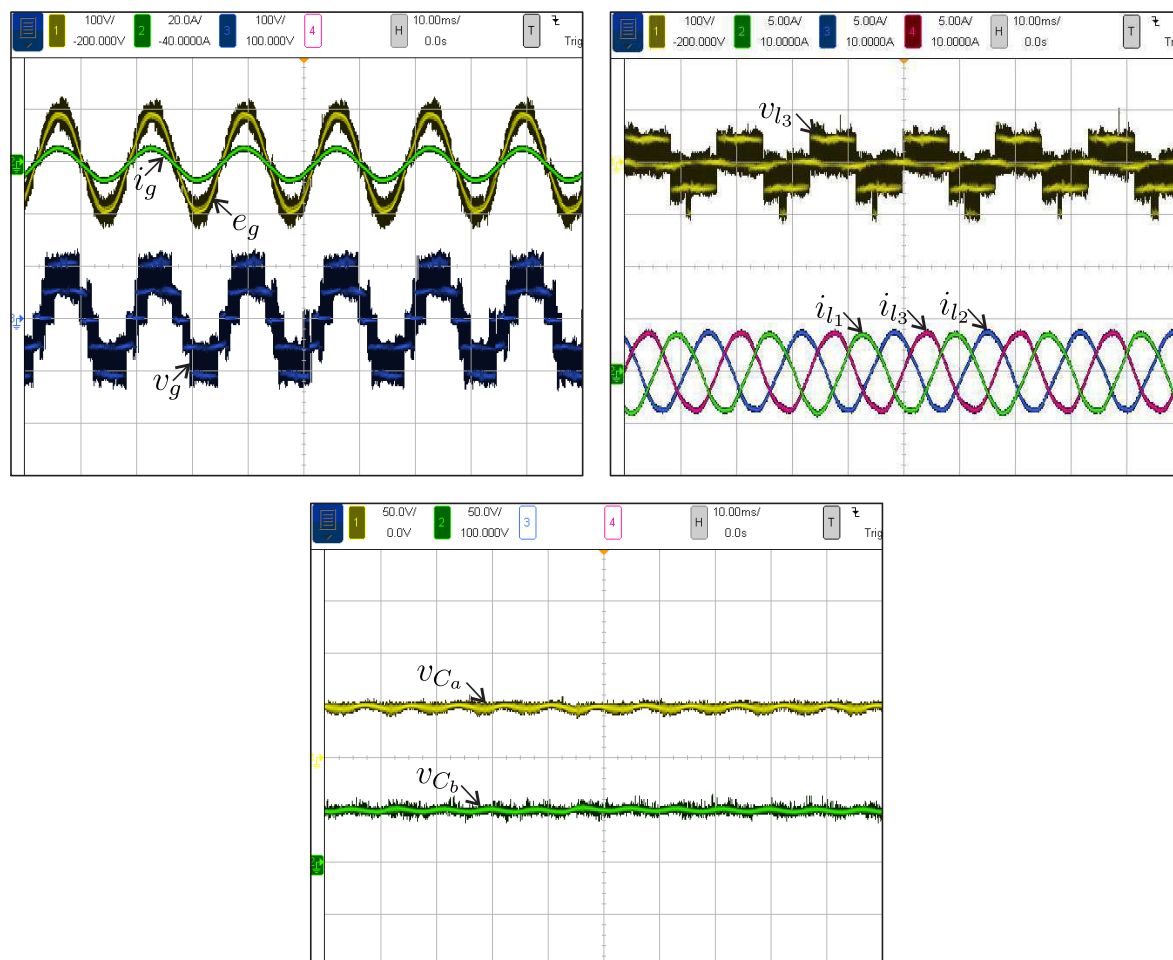 1 100V/ 2 20.0A/ 3 100V/ 4 H 10.00ms/ T
-200.000V -40.0000A 100.000V 0.0s Trig
i_g
e_g
v_g
1 100V/ 2 5.00A/ 3 5.00A/ 4 5.00A/ H 10.00ms/ T
-200.000V 10.0000A 10.0000A 10.0000A 0.0s
v_{l_3}
i_{l_1} i_{l_3} i_{l_2}
1 50.0V/ 2 50.0V/ 3 4 H 10.00ms/ T
0.0V 100.000V 0.0s Trig
v_{C_a}
v_{C_b}